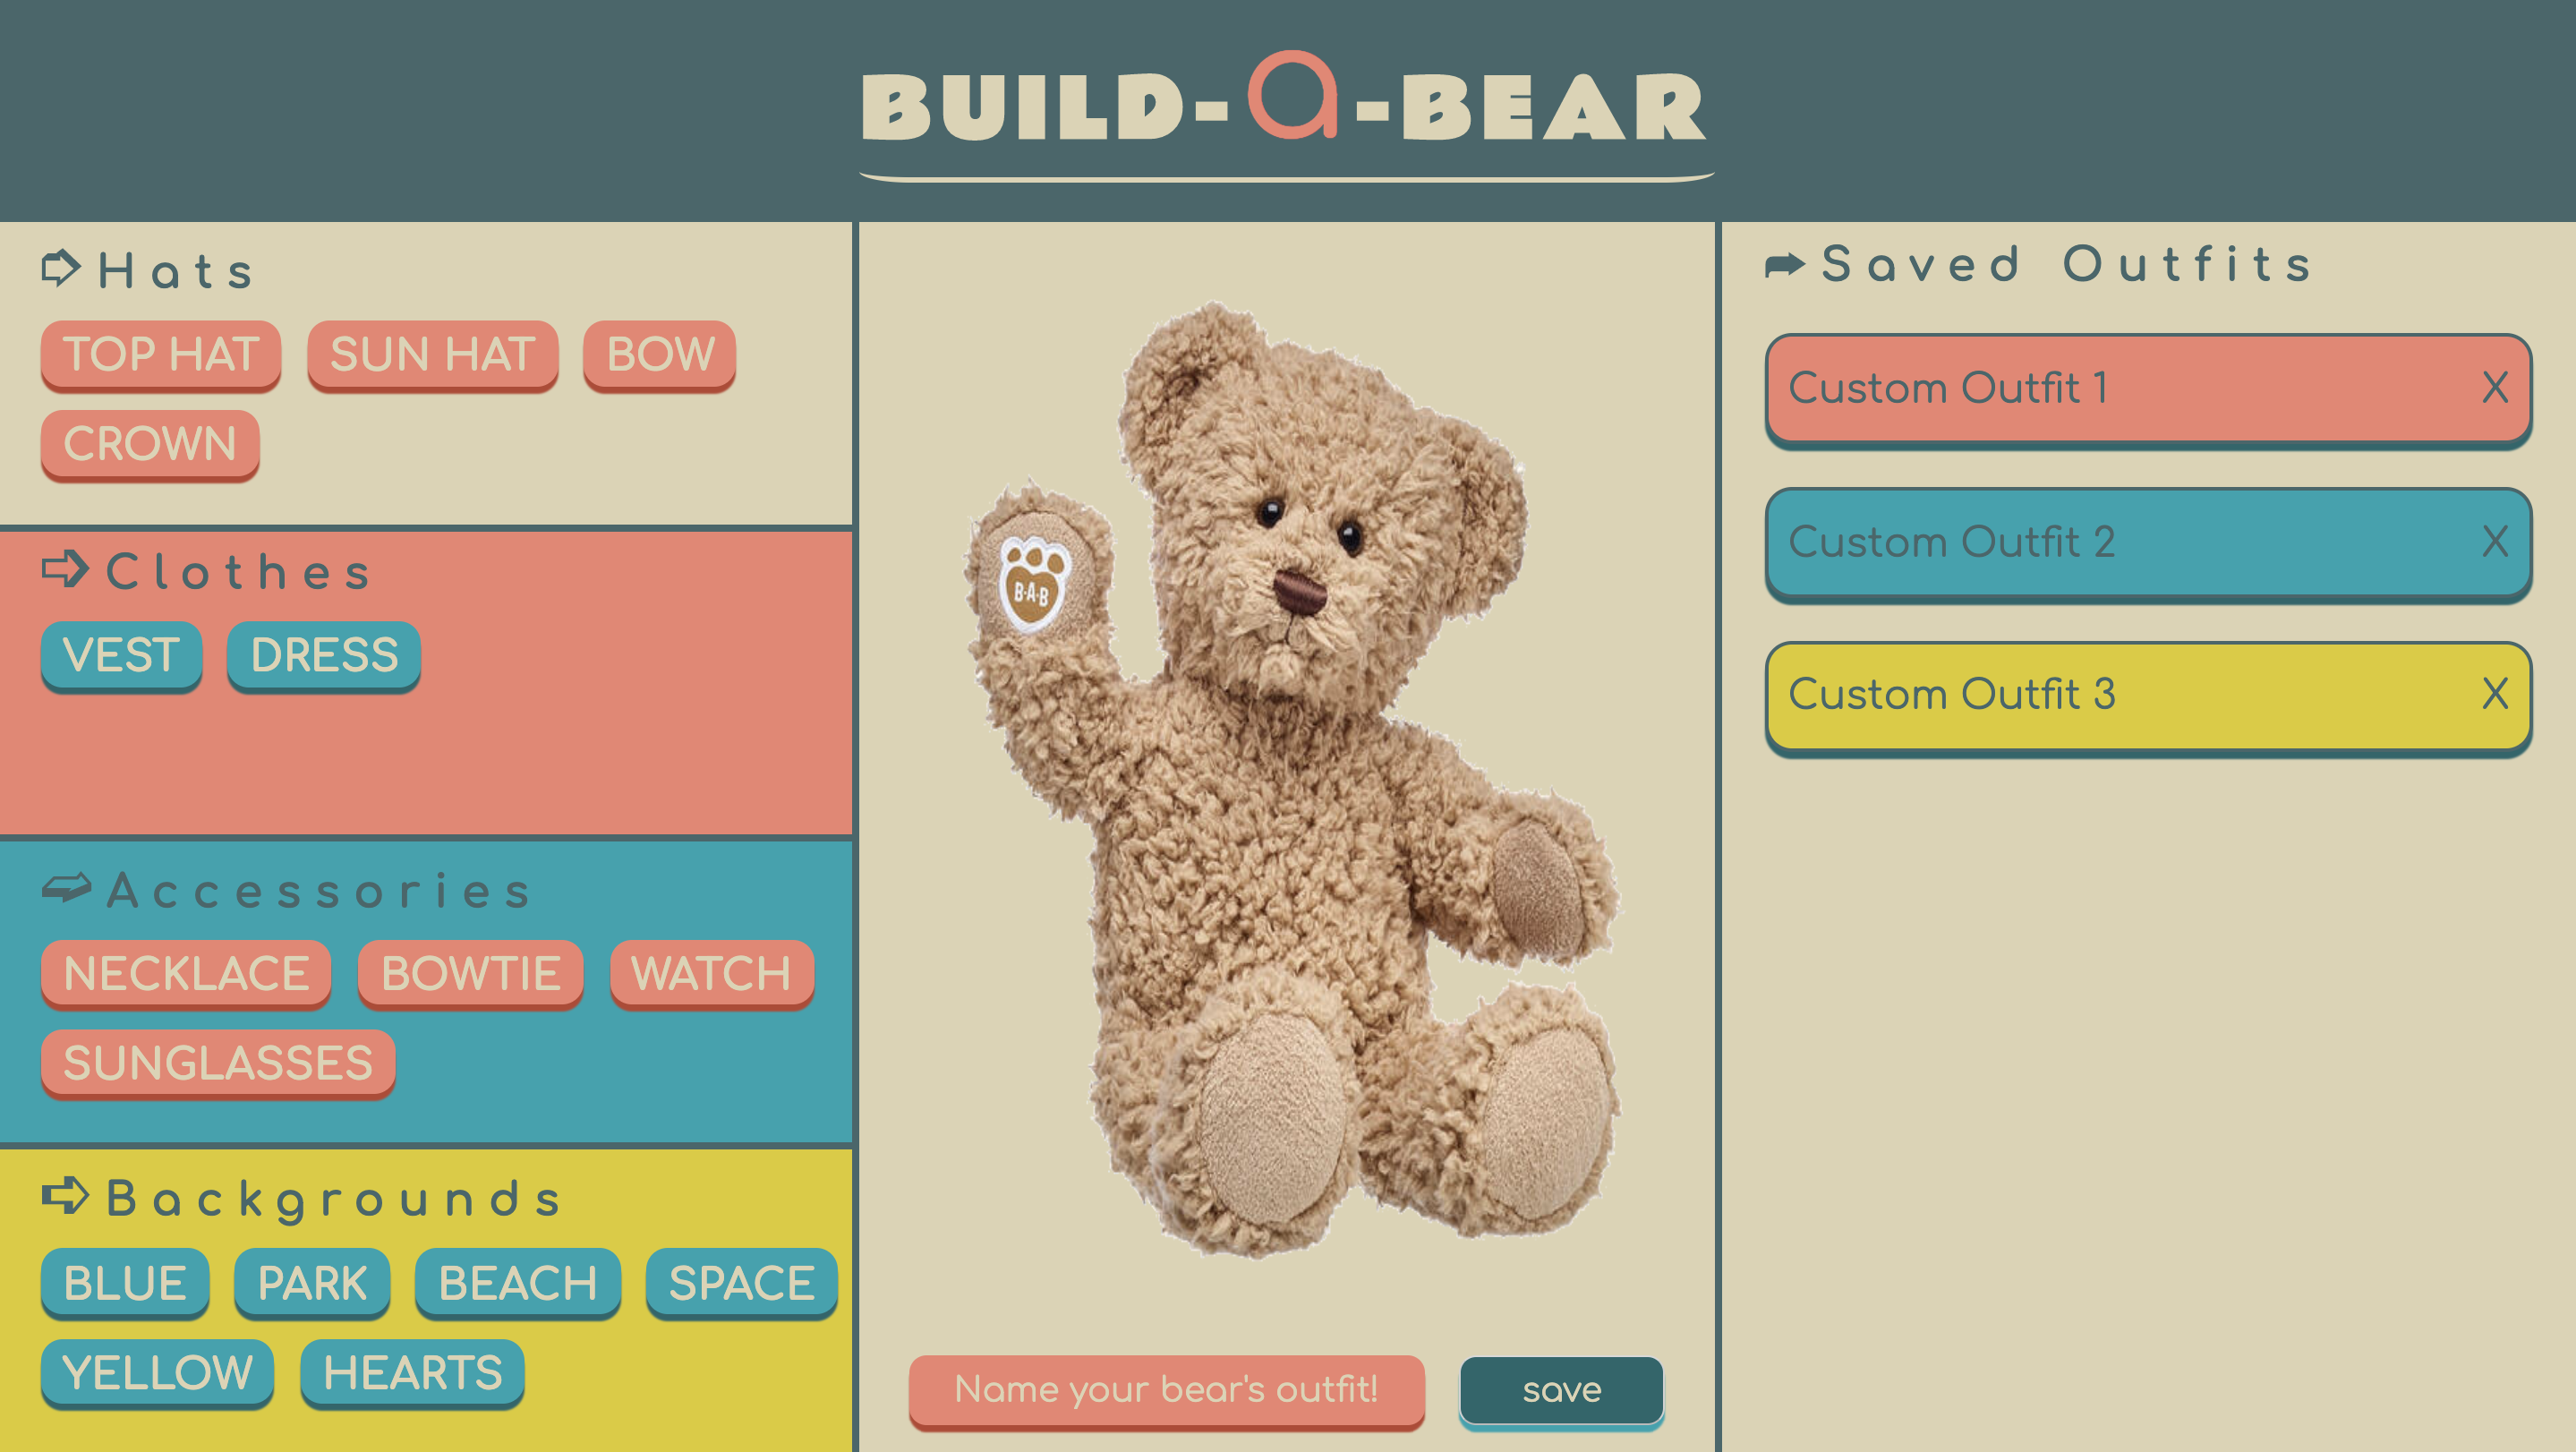 BUILD-a-BEAR
Hats
TOP HAT SUN HAT BOW
CROWN
Clothes
VEST DRESS
Accessories
NECKLACE BOWTIE WATCH
SUNGLASSES
Backgrounds
BLUE PARK BEACH SPACE
YELLOW HEARTS
B·A·B
Name your bear's outfit! save
Saved Outfits
Custom Outfit 1 X
Custom Outfit 2 X
Custom Outfit 3 X